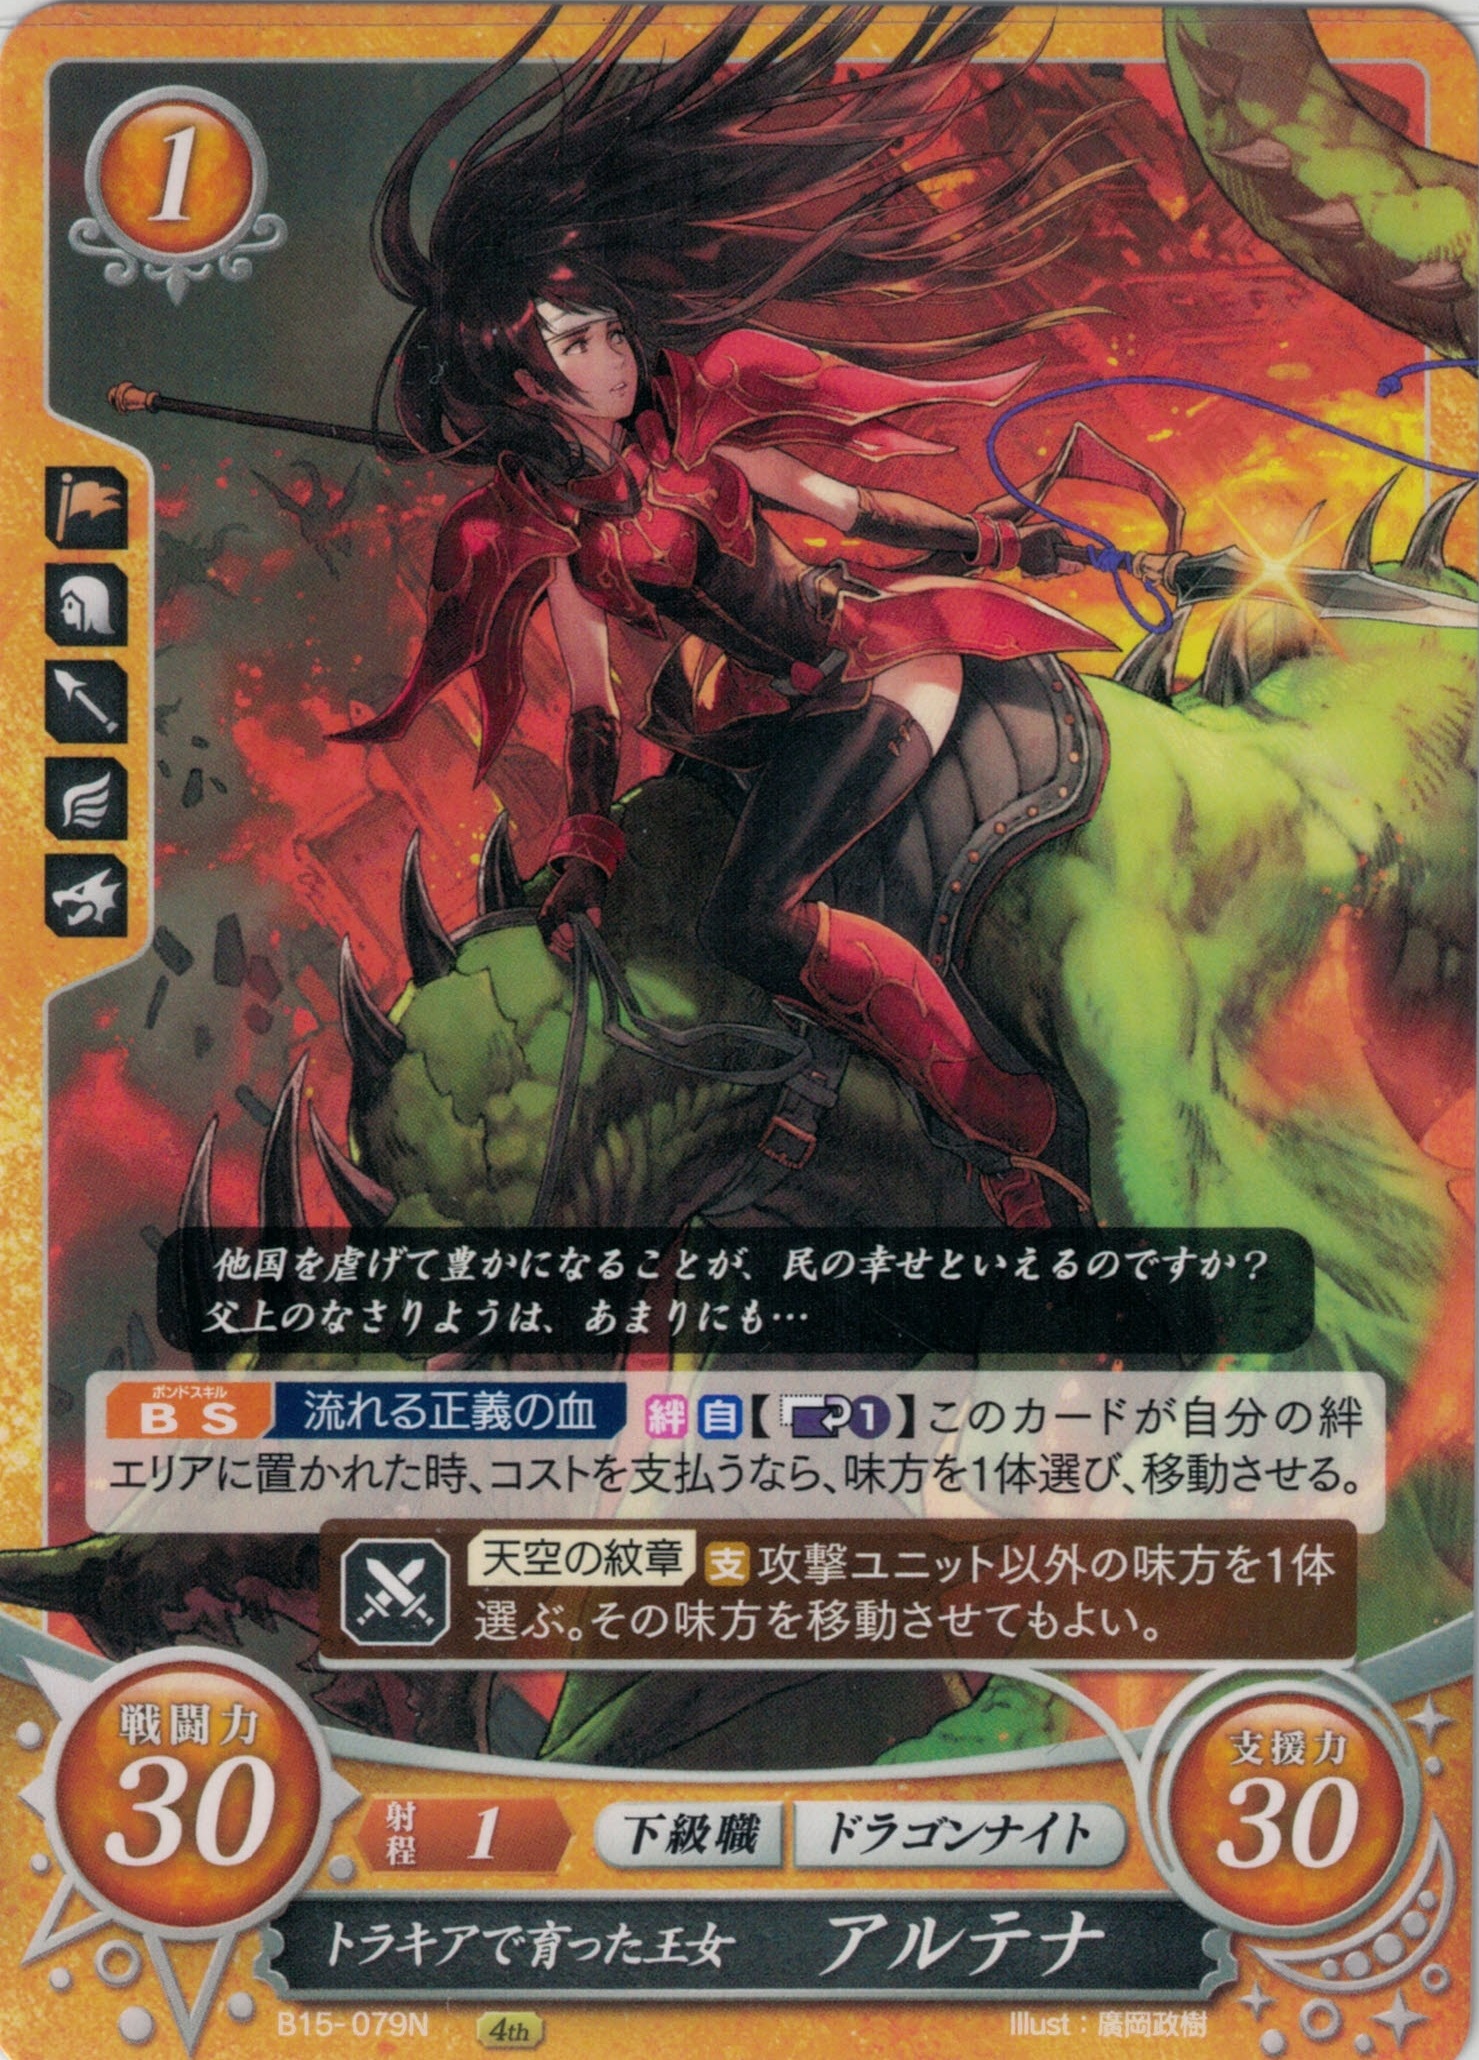 1
他国を虐げて豊かになることが、民の幸せといえるのですか?
父上のなさりようは、あまりにも…
ボンドスキル
BS 流れる正義の血 絆 自【1】このカードが自分の絆
エリアに置かれた時、コストを支払うなら、味方を1体選び、移動させる。
天空の紋章 支 攻撃ユニット以外の味方を1体
選ぶ。その味方を移動させてもよい。
戦闘力
30
射程 1
下級職 ドラゴンナイト
支援力
30
トラキアで育った王女 アルテナ
B15-079N 4th Illust:廣岡政樹